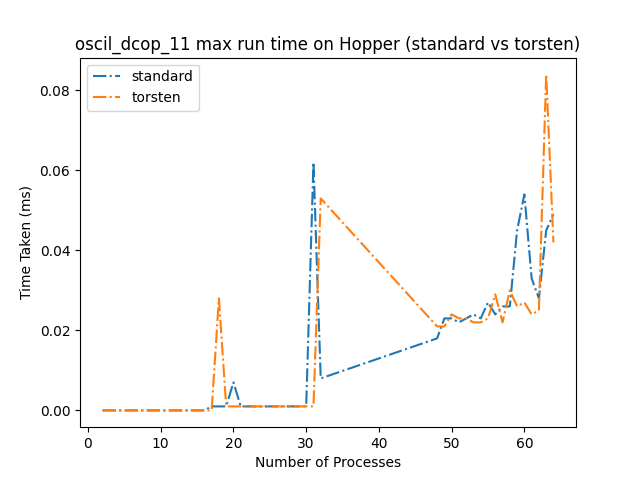 oscil_dcop_11 max run time on Hopper (standard vs torsten)
standard
torsten
Time Taken (ms)
0.08
0.06
0.04
0.02
0.00
0 10 20 30 40 50 60
Number of Processes